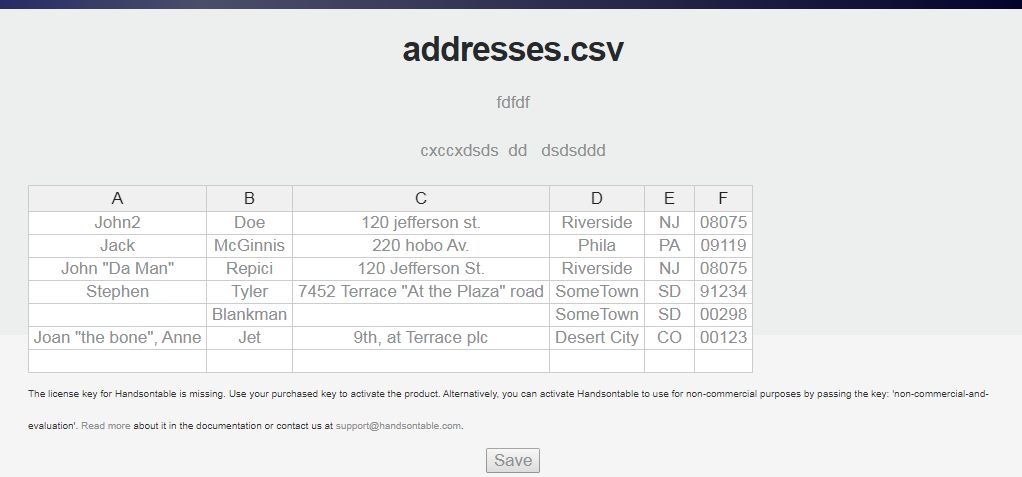 addresses.csv
fdfdf
cxccxdsds dd dsdsddd
A B C D E F
John2 Doe 120 jefferson st. Riverside NJ 08075
Jack McGinnis 220 hobo Av. Phila PA 09119
John "Da Man" Repici 120 Jefferson St. Riverside NJ 08075
Stephen Tyler 7452 Terrace "At the Plaza" road SomeTown SD 91234
Blankman SomeTown SD 00298
Joan "the bone", Anne Jet 9th, at Terrace plc Desert City CO 00123
The license key for Handsontable is missing. Use your purchased key to activate the product. Alternatively, you can activate Handsontable to use for non-commercial purposes by passing the key: 'non-commercial-and-
evaluation'. Read more about it in the documentation or contact us at support@handsontable.com.
Save